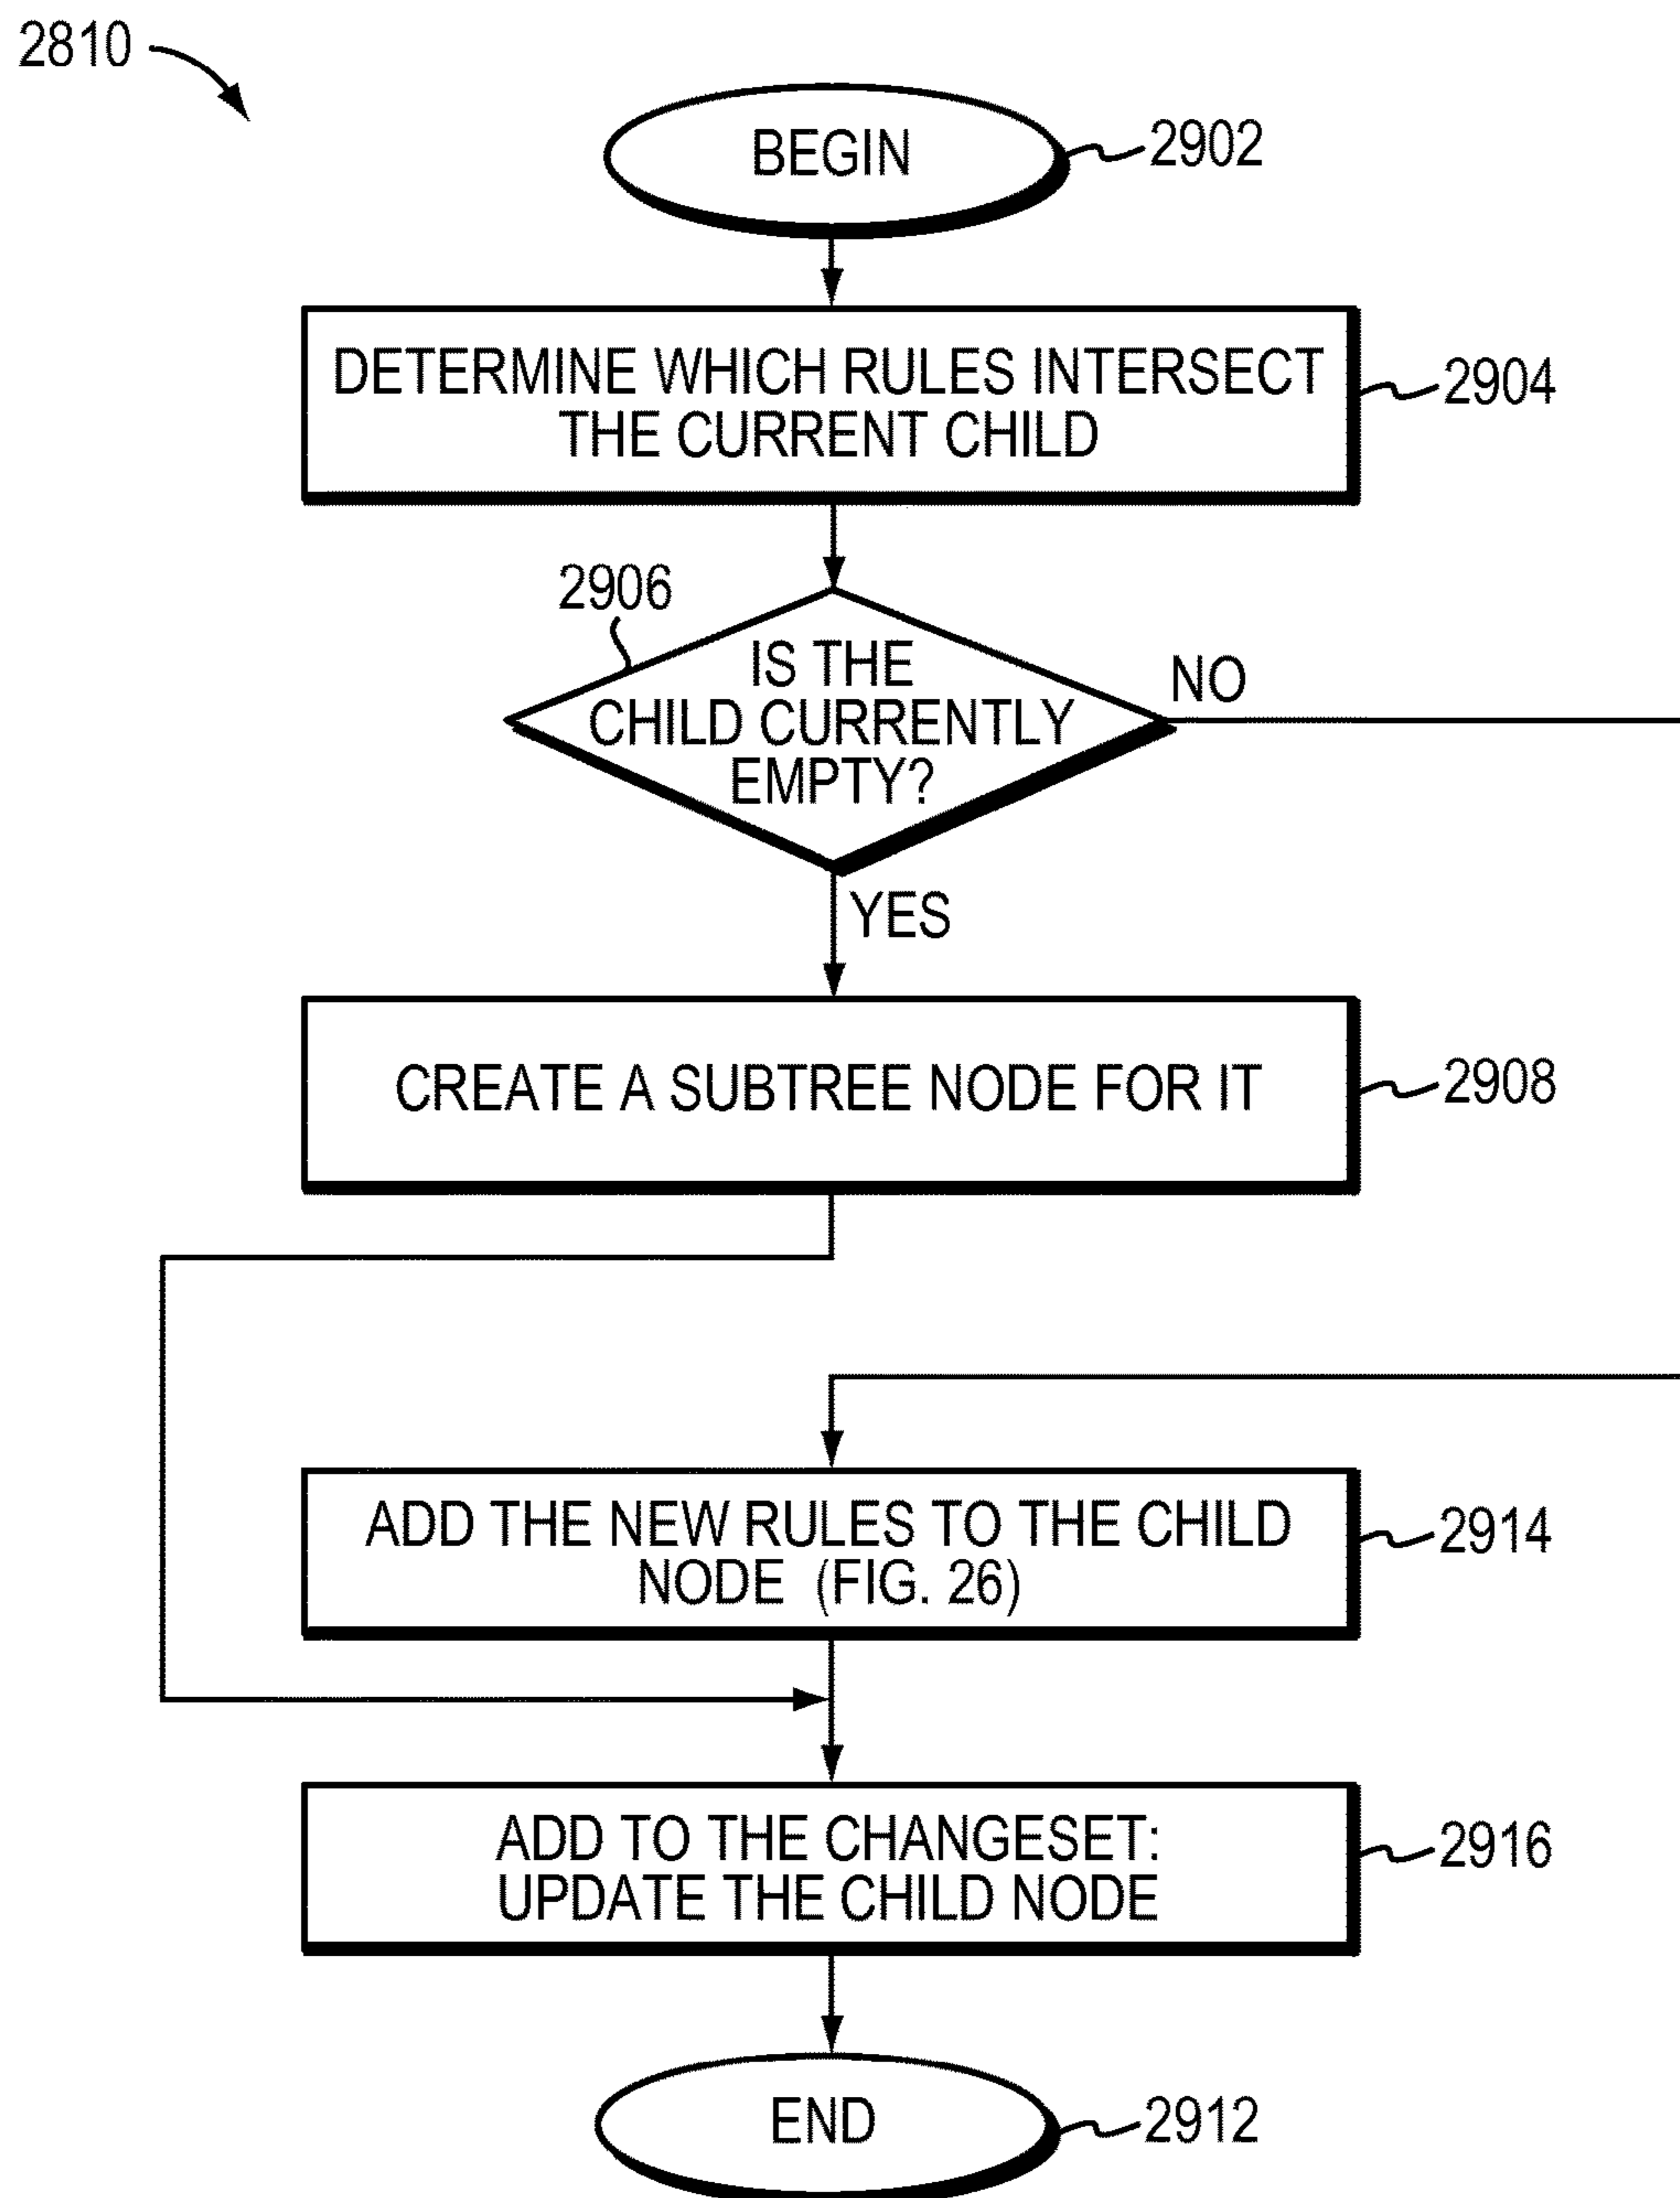 2810
BEGIN
2902
DETERMINE WHICH RULES INTERSECT
THE CURRENT CHILD
2904
2906
IS THE
CHILD CURRENTLY
EMPTY?
NO
YES
CREATE A SUBTREE NODE FOR IT
2908
ADD THE NEW RULES TO THE CHILD
NODE (FIG. 26)
2914
ADD TO THE CHANGESET:
UPDATE THE CHILD NODE
2916
END
2912